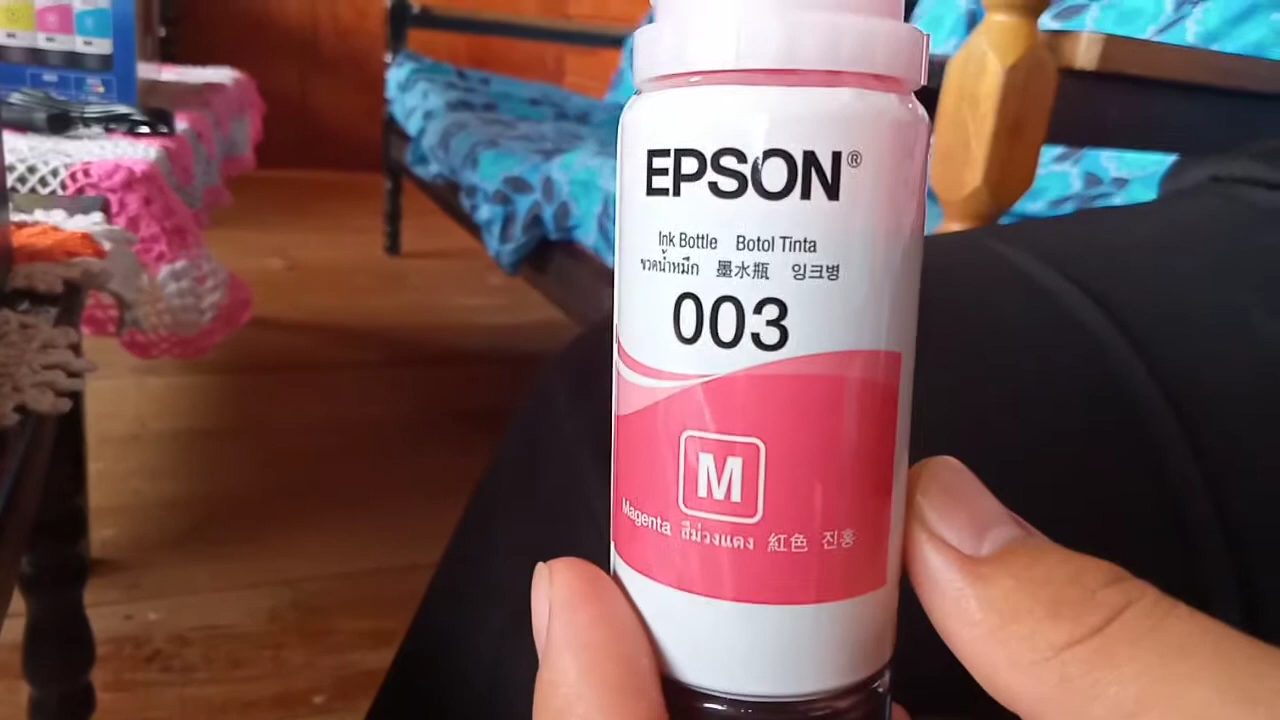 EPSON®
Ink Bottle Botol Tinta
ขวดน้ำหมึก 墨水瓶 잉크병
003
M
Magenta สีม่วงแดง 紅色 진홍